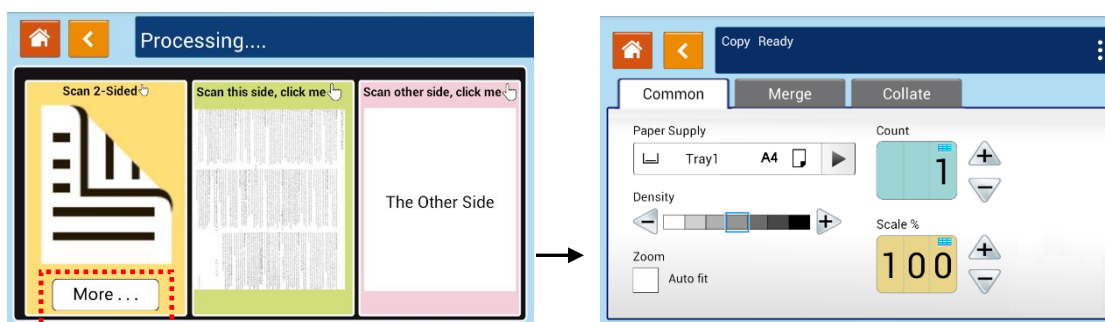 Processing....
Scan 2-Sided
Scan this side, click me
Scan other side, click me
The Other Side
More . . .
Copy Ready
Common
Merge
Collate
Paper Supply
Tray1 A4
Density
Zoom
Auto fit
Count
1
Scale %
100